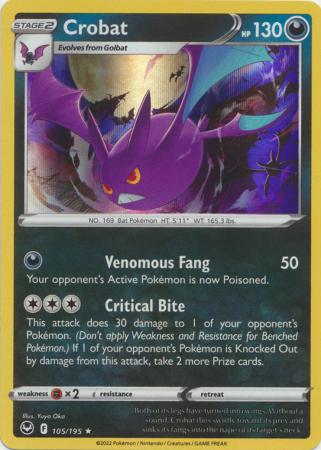 STAGE 2 Crobat HP 130
Evolves from Golbat
NO. 169 Bat Pokémon HT: 5'11" WT: 165.3 lbs.
Venomous Fang 50
Your opponent's Active Pokémon is now Poisoned.
Critical Bite
This attack does 30 damage to 1 of your opponent's
Pokémon. (Don't apply Weakness and Resistance for Benched
Pokémon.) If 1 of your opponent's Pokémon is Knocked Out
by damage from this attack, take 2 more Prize cards.
weakness ×2 resistance retreat
Illus. Yuya Oka
F 105/195 ★
Both of its legs have turned into wings. Without a
sound, Crobat flies swiftly toward its prey and
sinks its fangs into the nape of its target's neck.
©2022 Pokémon / Nintendo / Creatures / GAME FREAK